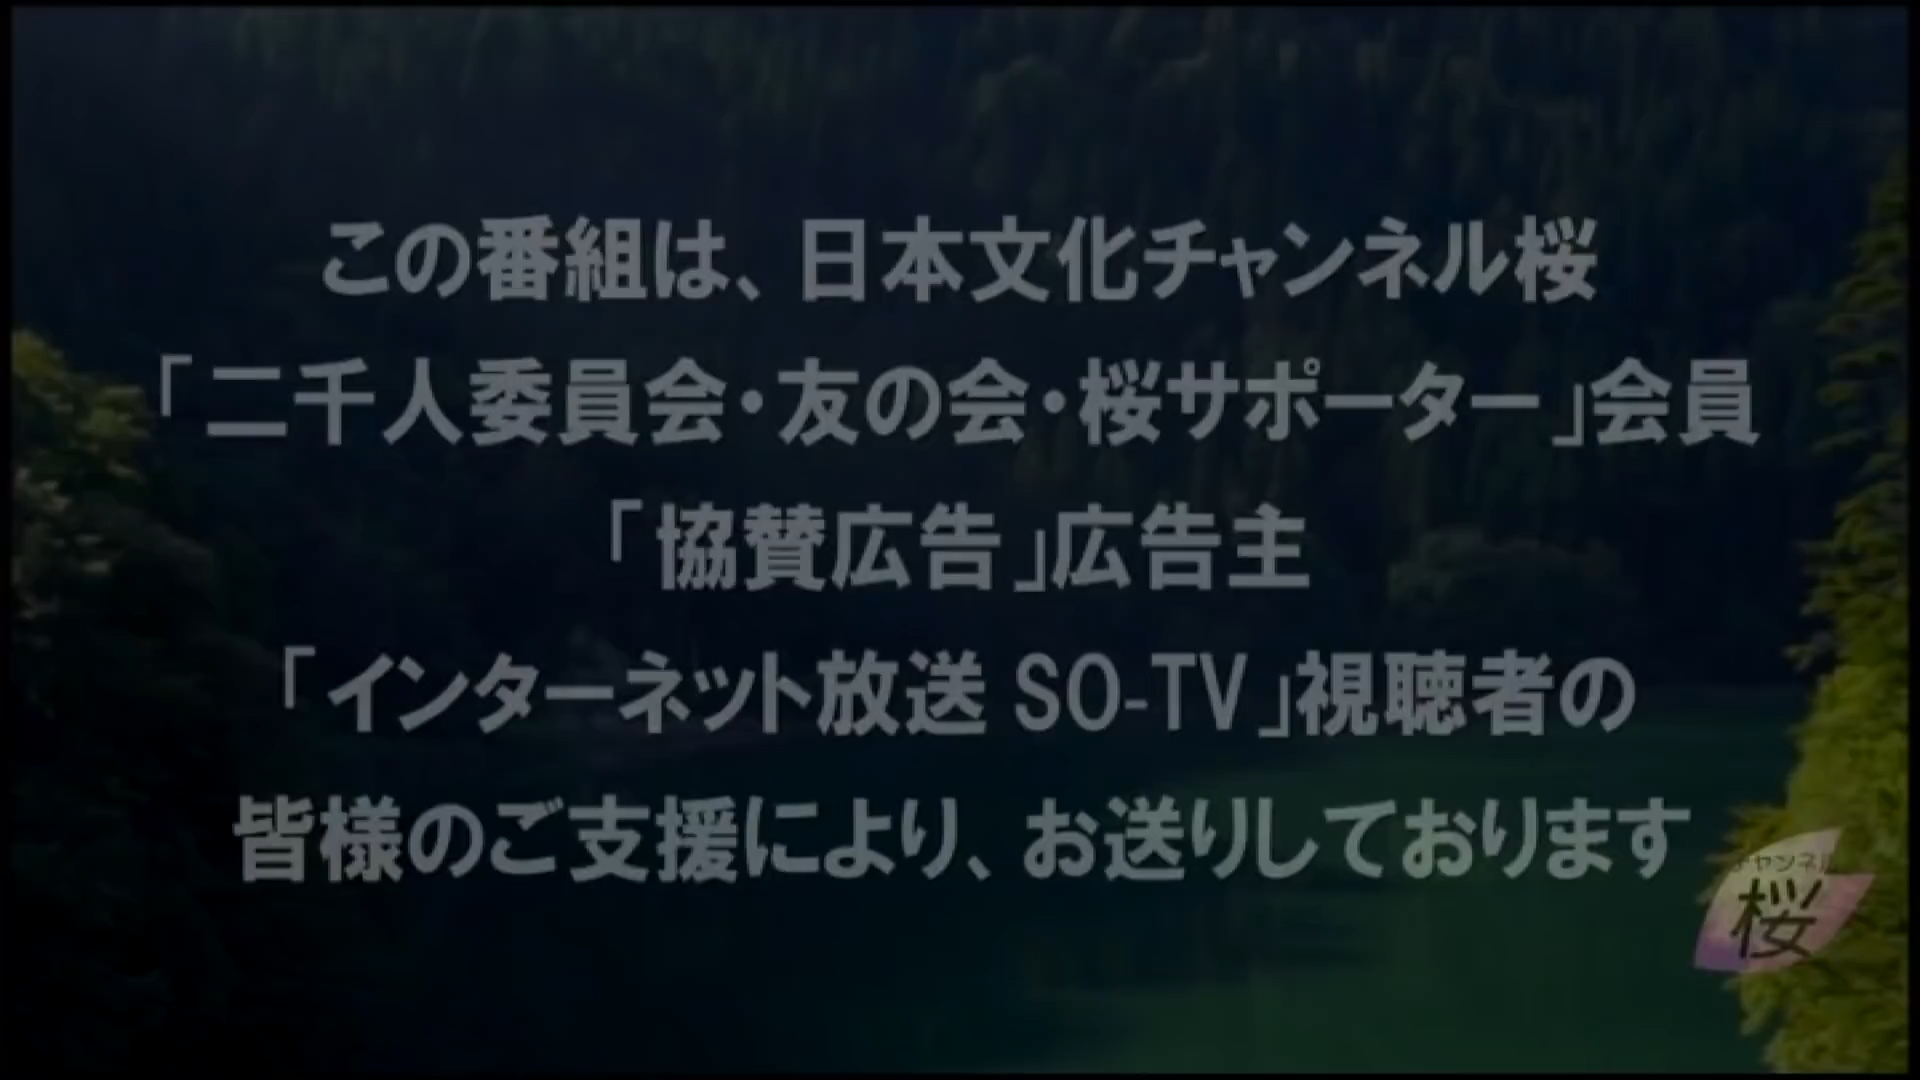 この番組は、日本文化チャンネル桜
「二千人委員会・友の会・桜サポーター」会員
「協賛広告」広告主
「インターネット放送 SO-TV」視聴者の
皆様のご支援により、お送りしております
チャンネル
桜